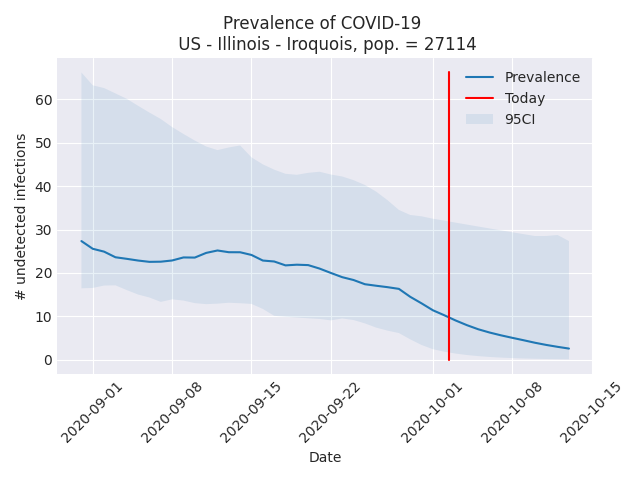 Prevalence of COVID-19
US - Illinois - Iroquois, pop. = 27114
Prevalence
Today
95CI
# undetected infections
60
50
40
30
20
10
0
2020-09-01
2020-09-08
2020-09-15
2020-09-22
2020-10-01
2020-10-08
2020-10-15
Date